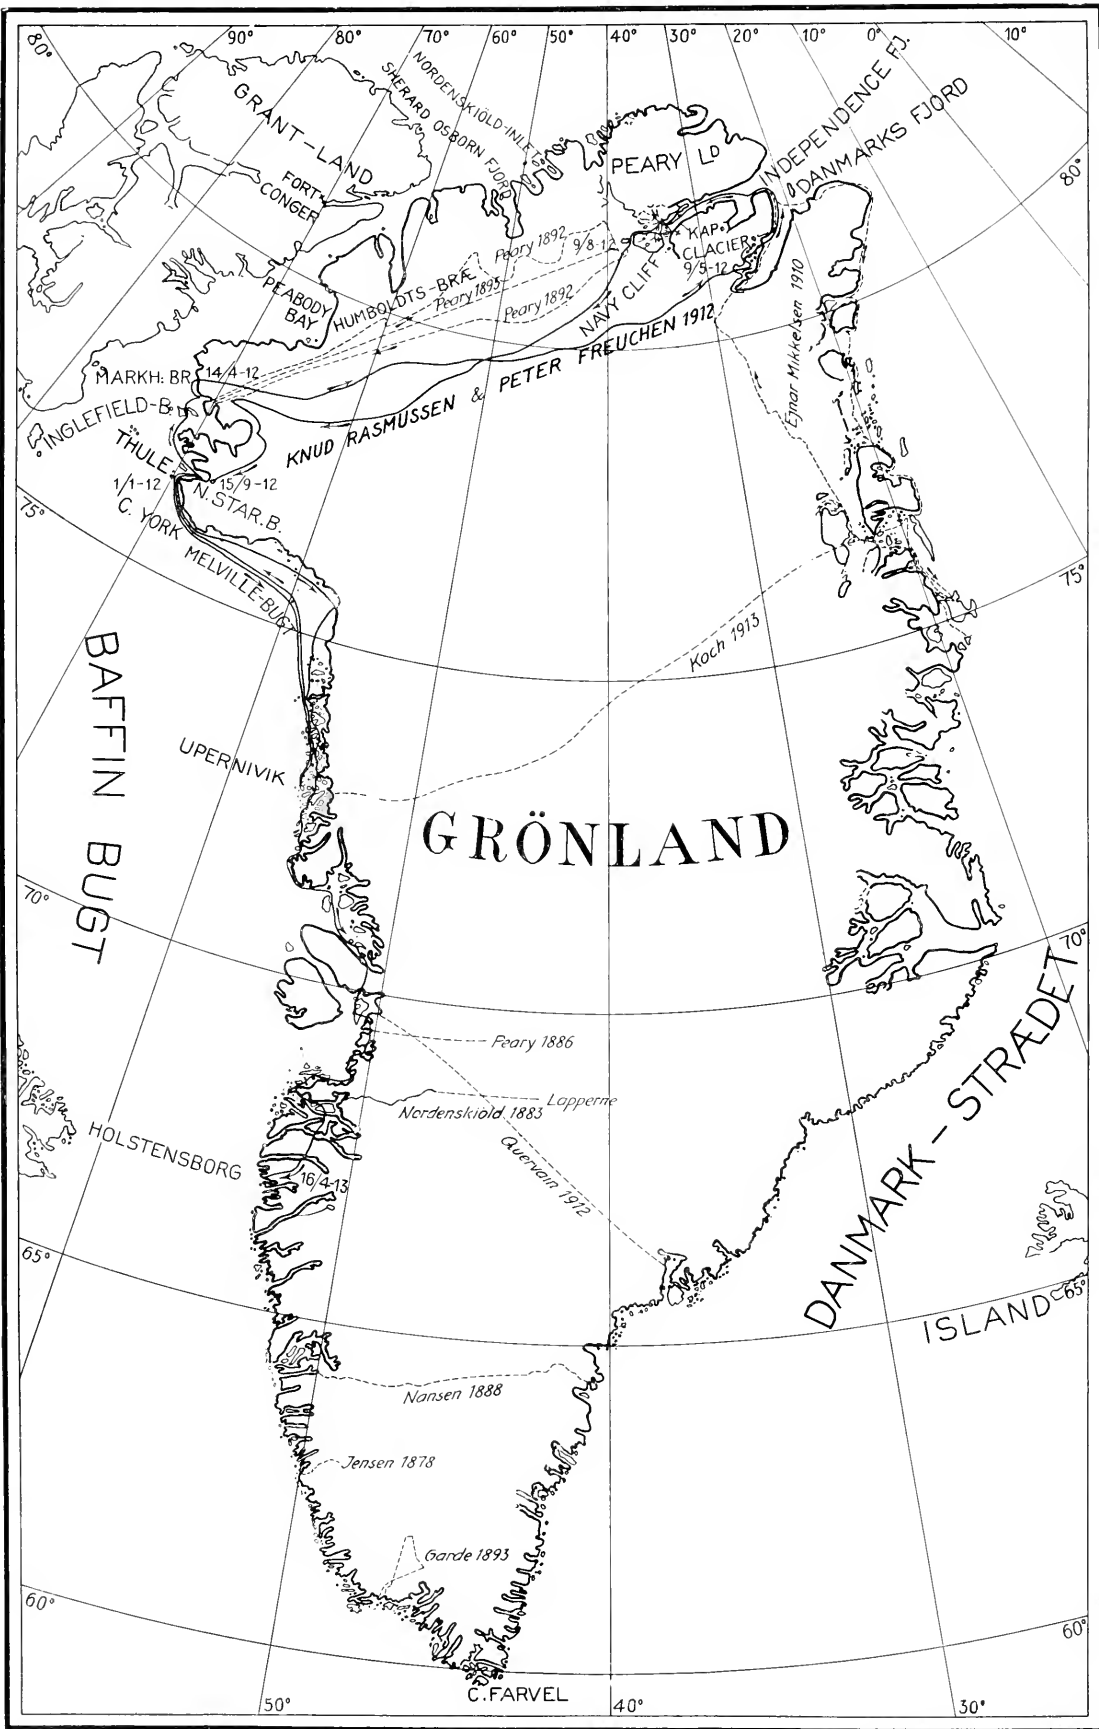 80°
90°
80°
70°
60°
50°
40°
30°
20°
10°
0°
10°
NORDENSKIÖLD-INLET
SHERARD OSBORN FJORD
INDEPENDENCE FJ.
DANMARKS FJORD
GRANT-LAND
PEARY LD
80°
FORT
CONGER
Peary 1892
9/8-12
KAP.
CLACIER
9/5-12
PEABODY
BAY
HUMBOLDTS-BRÆ
Peary 1895
Peary 1892
NAVY CLIFF
Ejnar Mikkelsen 1910
MARKH: BR
14/4-12
KNUD RASMUSSEN & PETER FREUCHEN 1912
INGLEFIELD-B.
THULE
1/1-12
15/9-12
N. STAR. B.
75°
C. YORK
MELVILLE-BUGT
75°
Koch 1913
BAFFIN BUGT
UPERNIVIK
GRÖNLAND
70°
70°
DANMARK-STRÆDET
Peary 1886
Lapperne
Nordenskiöld 1883
HOLSTENSBORG
Quervain 1912
16/4-13
65°
65°
ISLAND
Nansen 1888
Jensen 1878
Garde 1893
60°
60°
C. FARVEL
50°
40°
30°